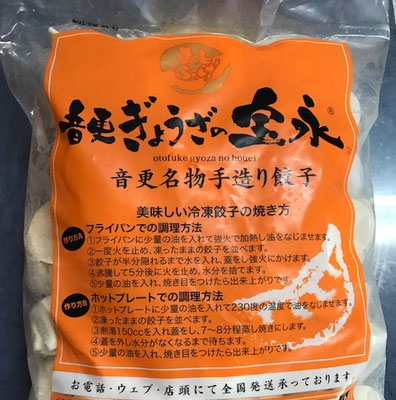 音更ぎょうざの宝永®
otofuke gyoza no houei
音更名物手造り餃子
美味しい冷凍餃子の焼き方
作り方A フライパンでの調理方法
①フライパンに少量の油を入れて強火で加熱し油をなじませます。
②一度火を止め、凍ったままの餃子を並べます。
③餃子が半分隠れるまで水を入れ、蓋をし強火にかけます。
④沸騰して5分後に火を止め、水分を捨てます。
⑤少量の油を入れ、焼き目をつけたら出来上がりです。
作り方B ホットプレートでの調理方法
①ホットプレートに少量の油を入れて230度の温度で油をなじませます。
②凍ったままの餃子を並べます。
③熱湯150ccを入れ蓋をし、7〜8分程蒸し焼きにします。
④蓋を外し水分がなくなるまで待ちます。
⑤少量の油を入れ、焼き目をつけたら出来上がりです。
お電話・ウェブ・店頭にて全国発送承っております